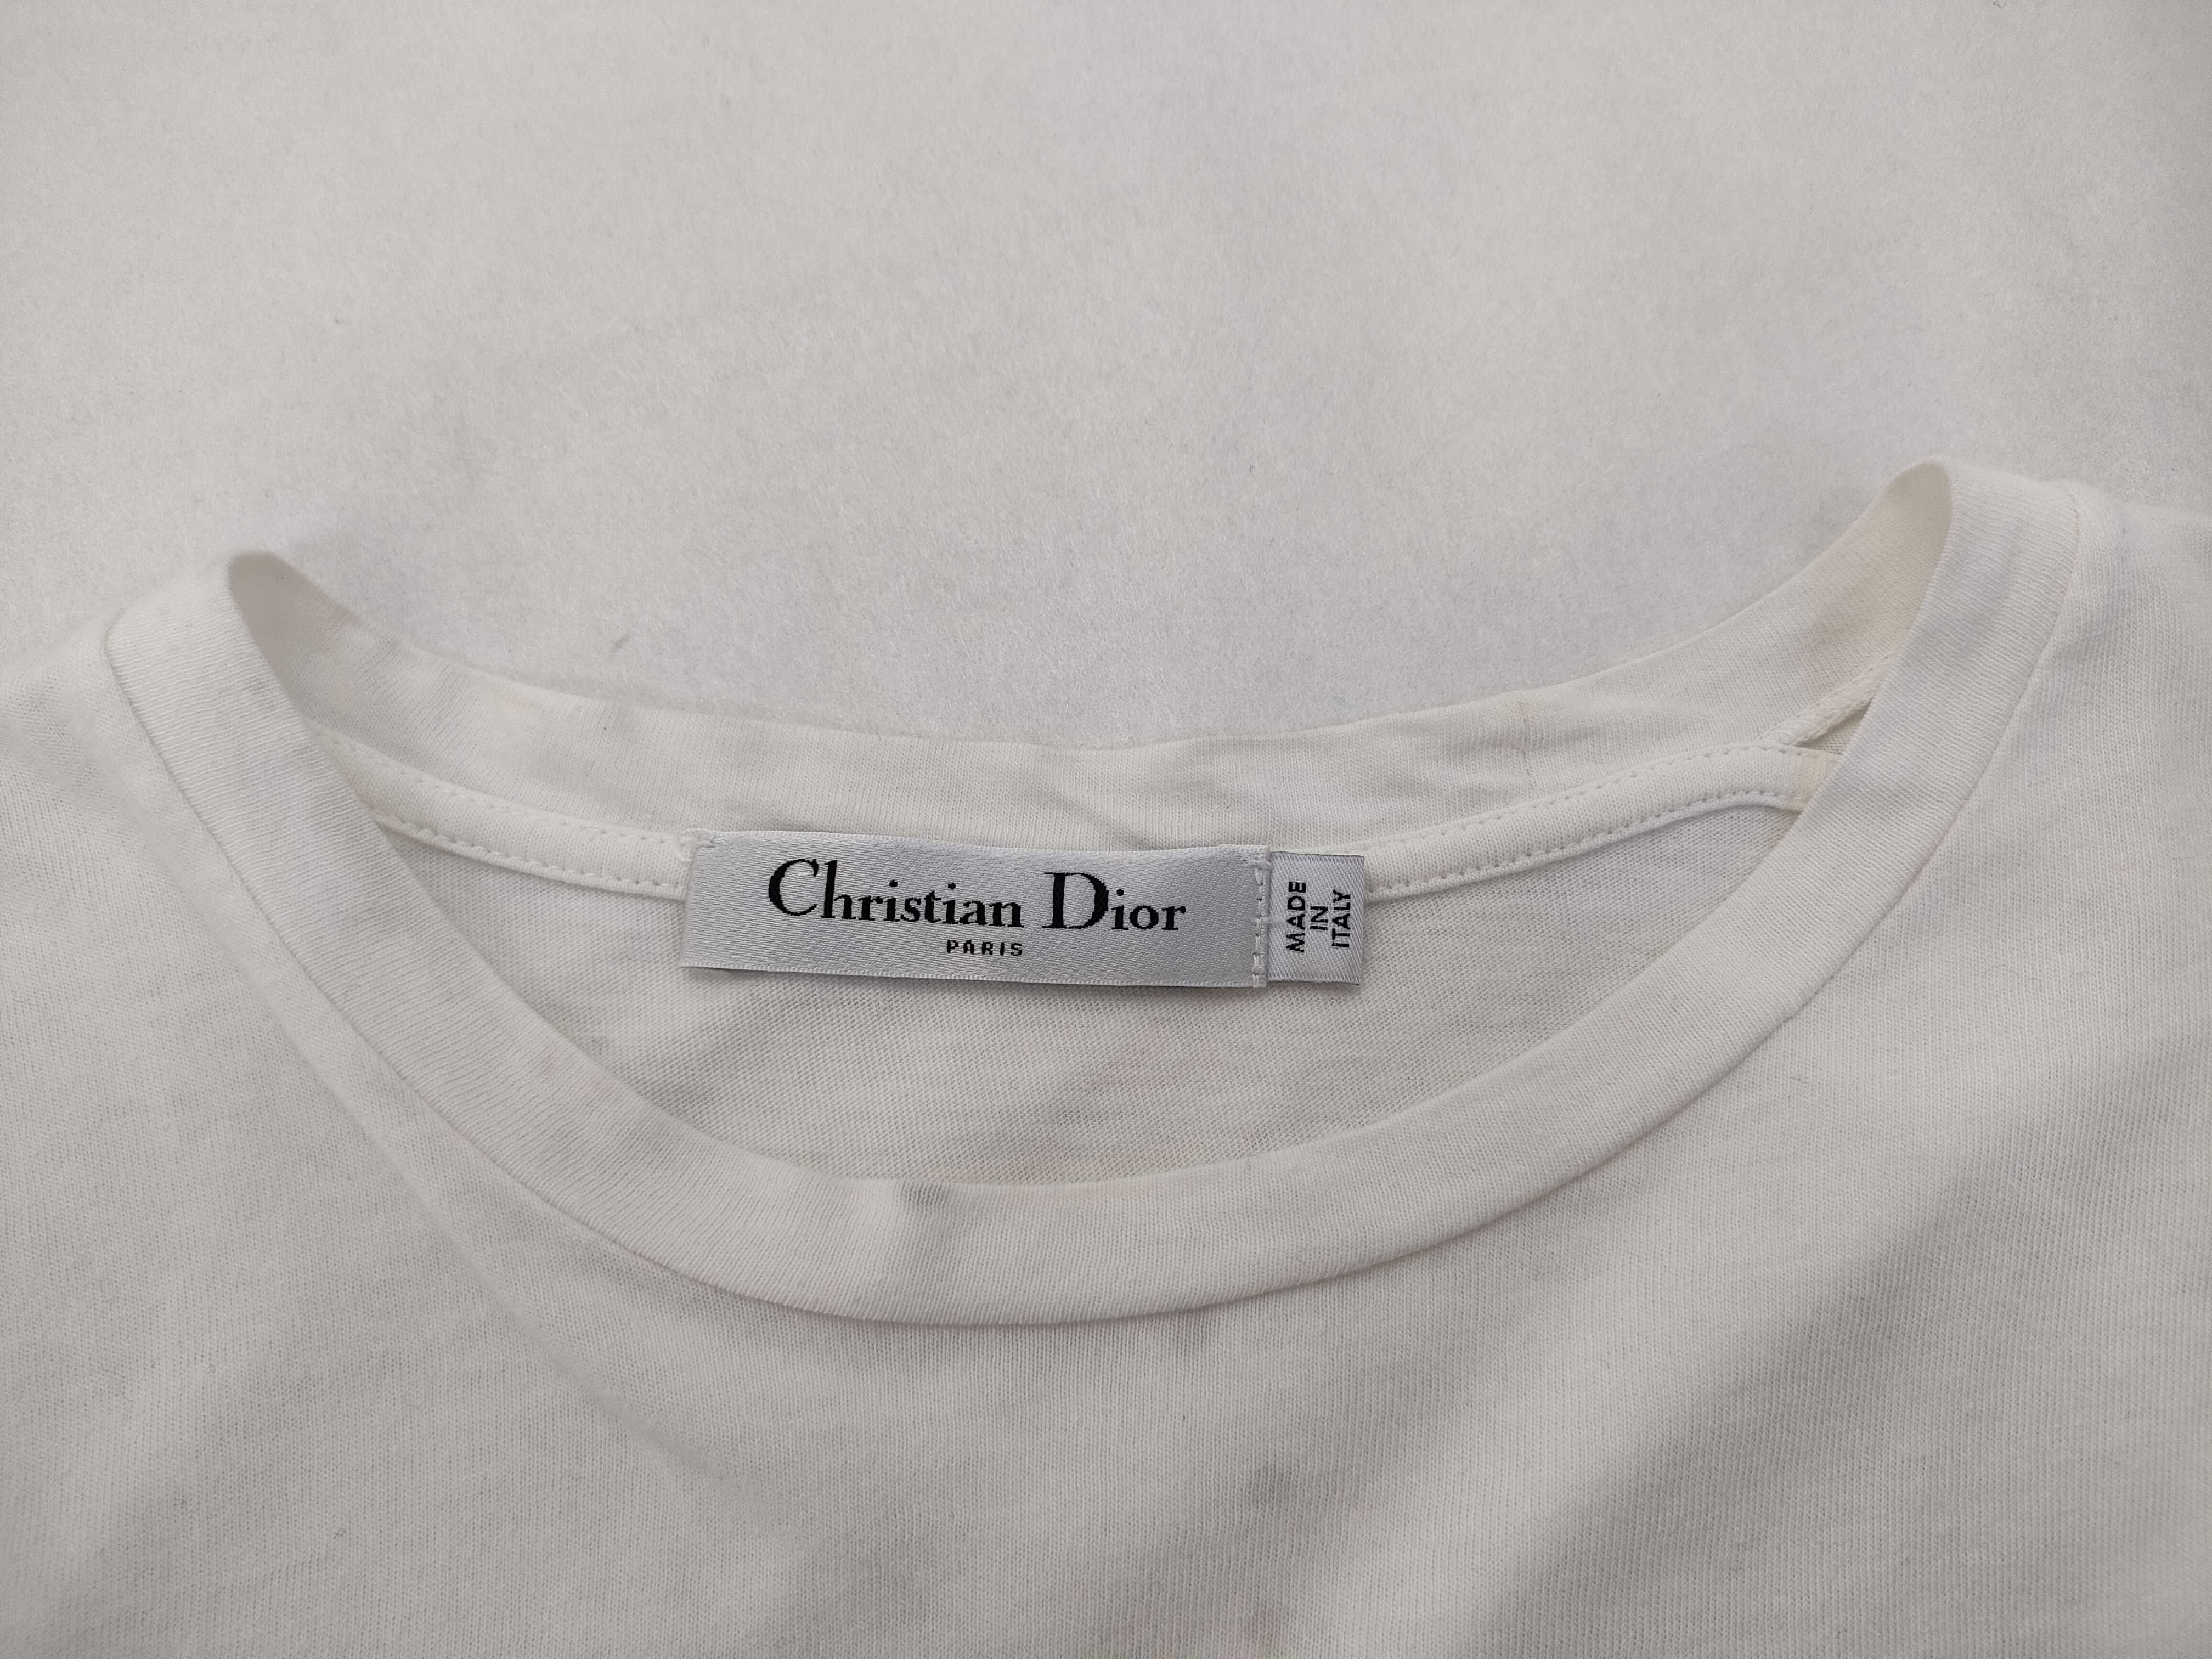 Christian Dior
PARIS
MADE
IN
ITALY